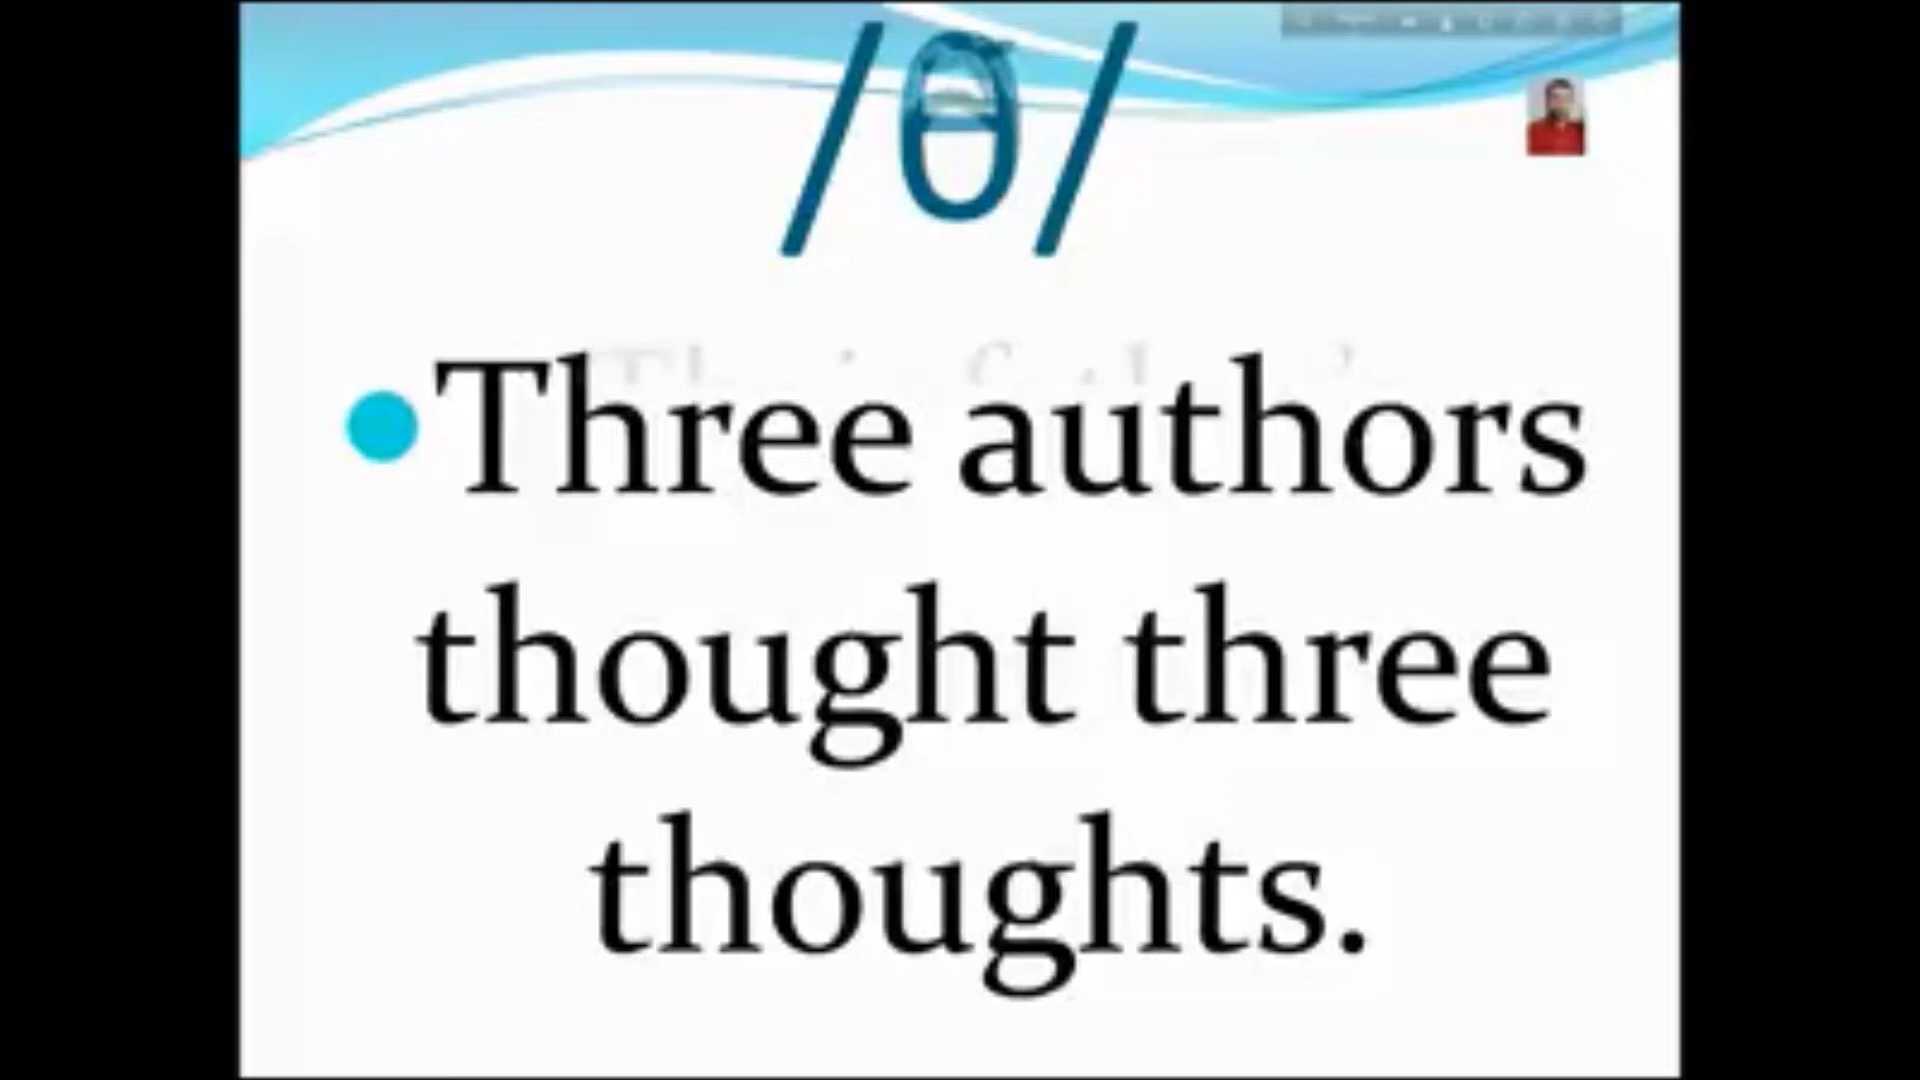 /θ/
•Three authors
thought three
thoughts.